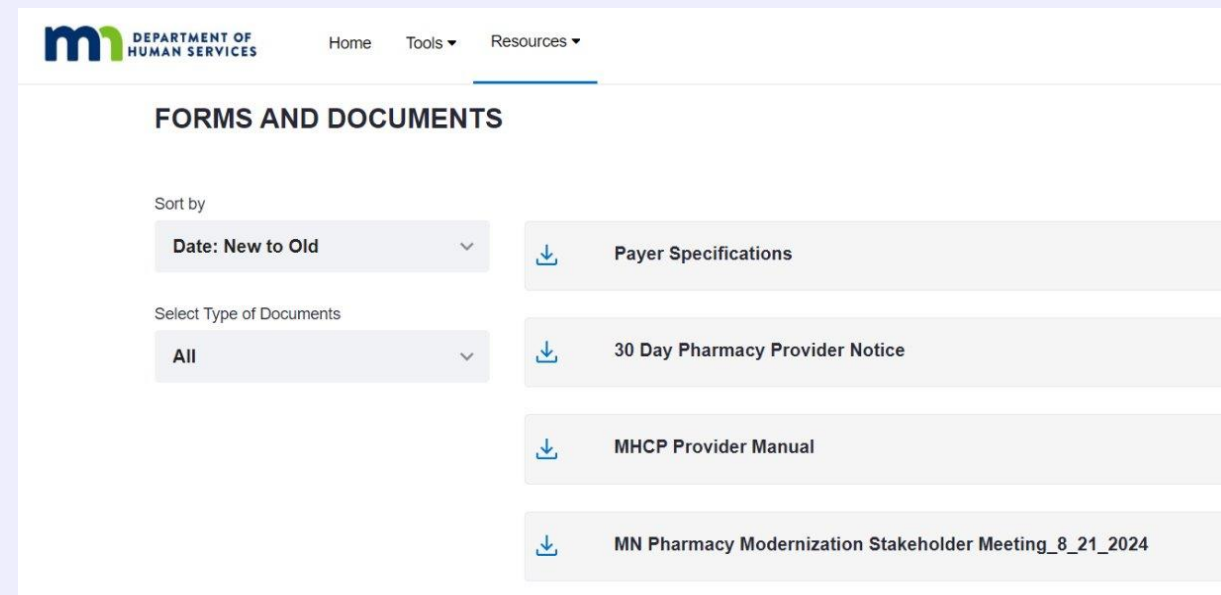 mn DEPARTMENT OF
HUMAN SERVICES
Home Tools Resources
FORMS AND DOCUMENTS
Sort by
Date: New to Old
Select Type of Documents
All
Payer Specifications
30 Day Pharmacy Provider Notice
MHCP Provider Manual
MN Pharmacy Modernization Stakeholder Meeting_8_21_2024